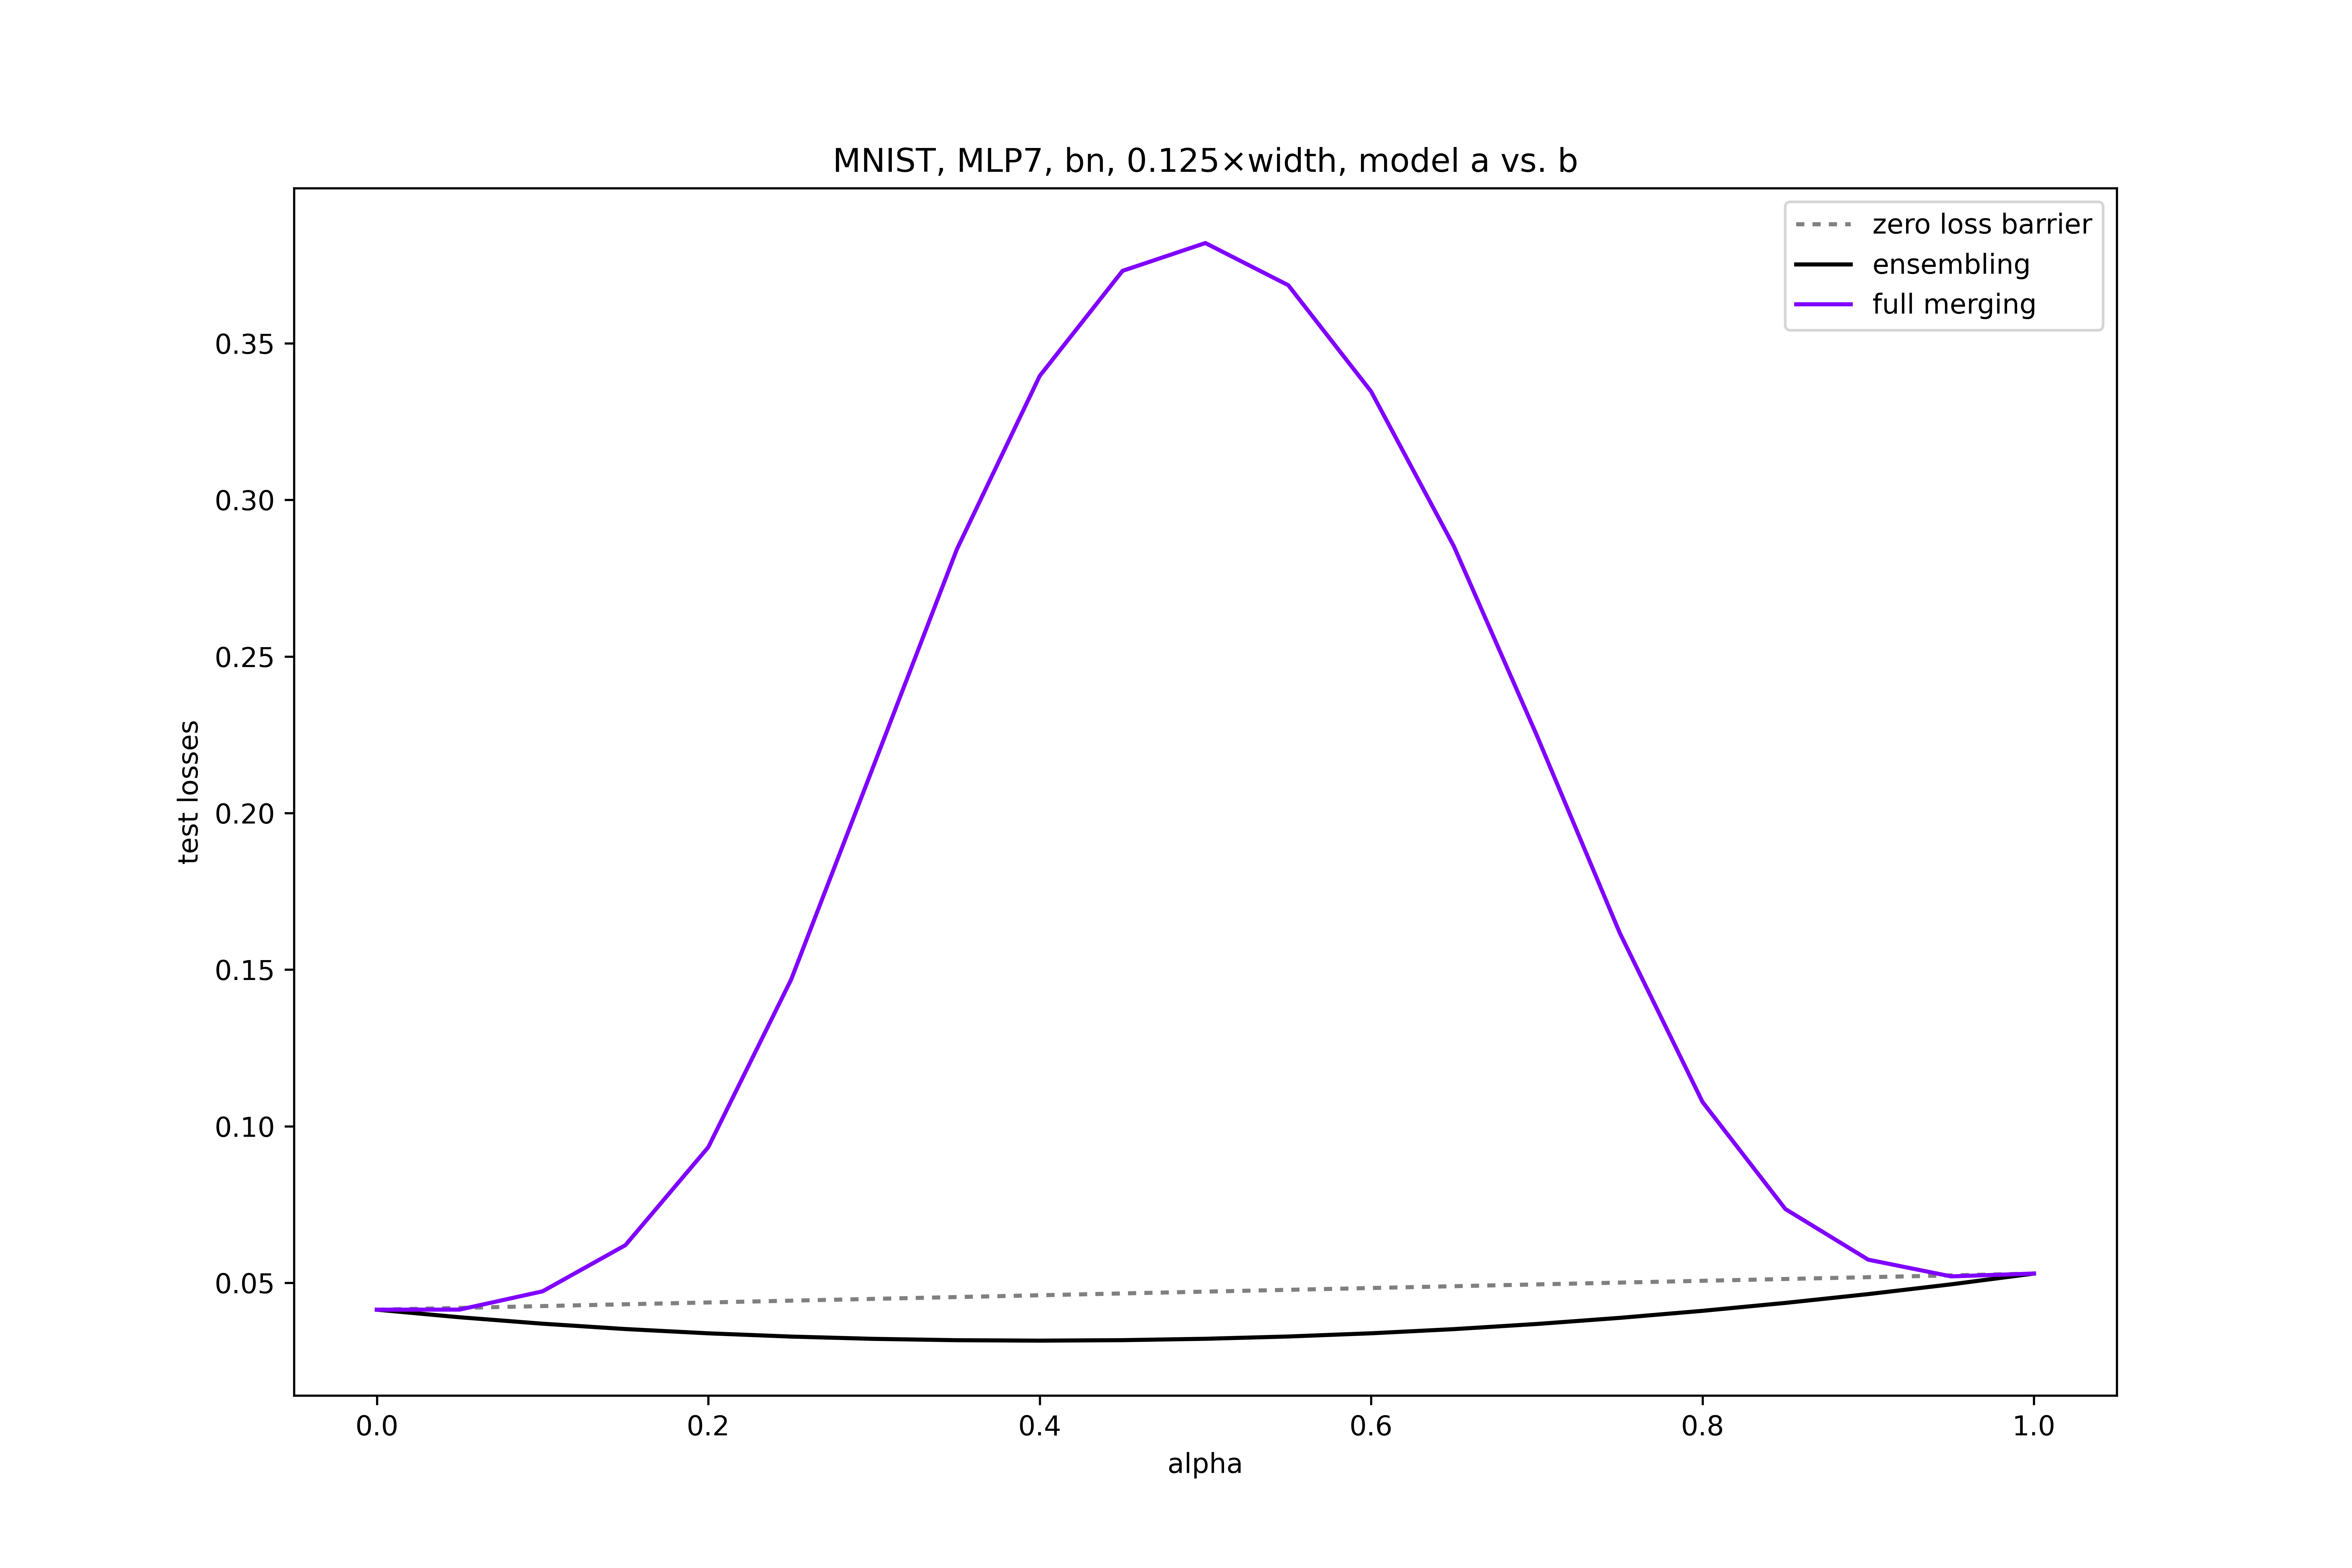 MNIST, MLP7, bn, 0.125×width, model a vs. b
zero loss barrier
ensembling
full merging
0.35
0.30
0.25
0.20
0.15
0.10
0.05
test losses
0.0
0.2
0.4
0.6
0.8
1.0
alpha